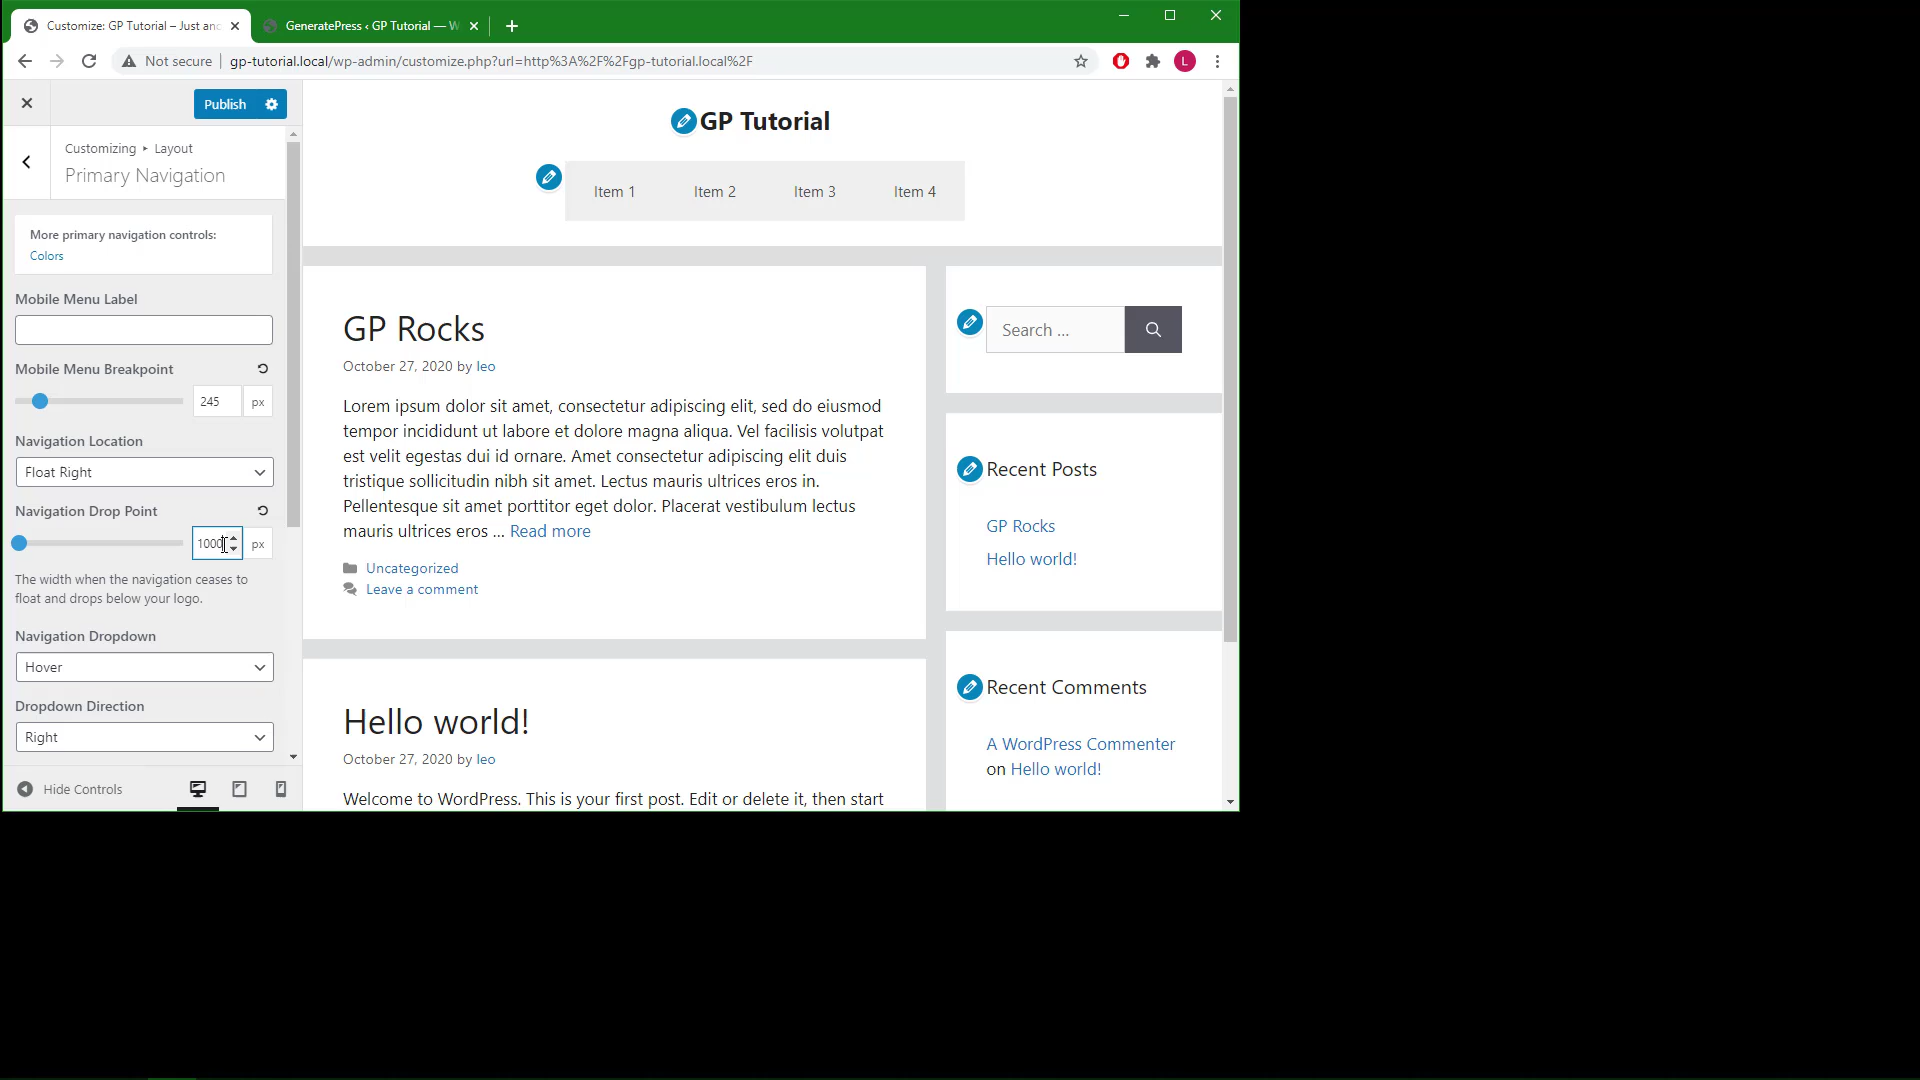 Customize: GP Tutorial – Just and
GeneratePress ‹ GP Tutorial — W
Not secure
gp-tutorial.local/wp-admin/customize.php?url=http%3A%2F%2Fgp-tutorial.local%2F
L
Publish
Customizing ▸ Layout
Primary Navigation
More primary navigation controls:
Colors
Mobile Menu Label
Mobile Menu Breakpoint
245 px
Navigation Location
Float Right
Navigation Drop Point
1000 px
The width when the navigation ceases to
float and drops below your logo.
Navigation Dropdown
Hover
Dropdown Direction
Right
Hide Controls
GP Tutorial
Item 1 Item 2 Item 3 Item 4
GP Rocks
October 27, 2020 by leo
Lorem ipsum dolor sit amet, consectetur adipiscing elit, sed do eiusmod
tempor incididunt ut labore et dolore magna aliqua. Vel facilisis volutpat
est velit egestas dui id ornare. Amet consectetur adipiscing elit duis
tristique sollicitudin nibh sit amet. Lectus mauris ultrices eros in.
Pellentesque sit amet porttitor eget dolor. Placerat vestibulum lectus
mauris ultrices eros ... Read more
Uncategorized
Leave a comment
Hello world!
October 27, 2020 by leo
Welcome to WordPress. This is your first post. Edit or delete it, then start
Search ...
Recent Posts
GP Rocks
Hello world!
Recent Comments
A WordPress Commenter
on Hello world!